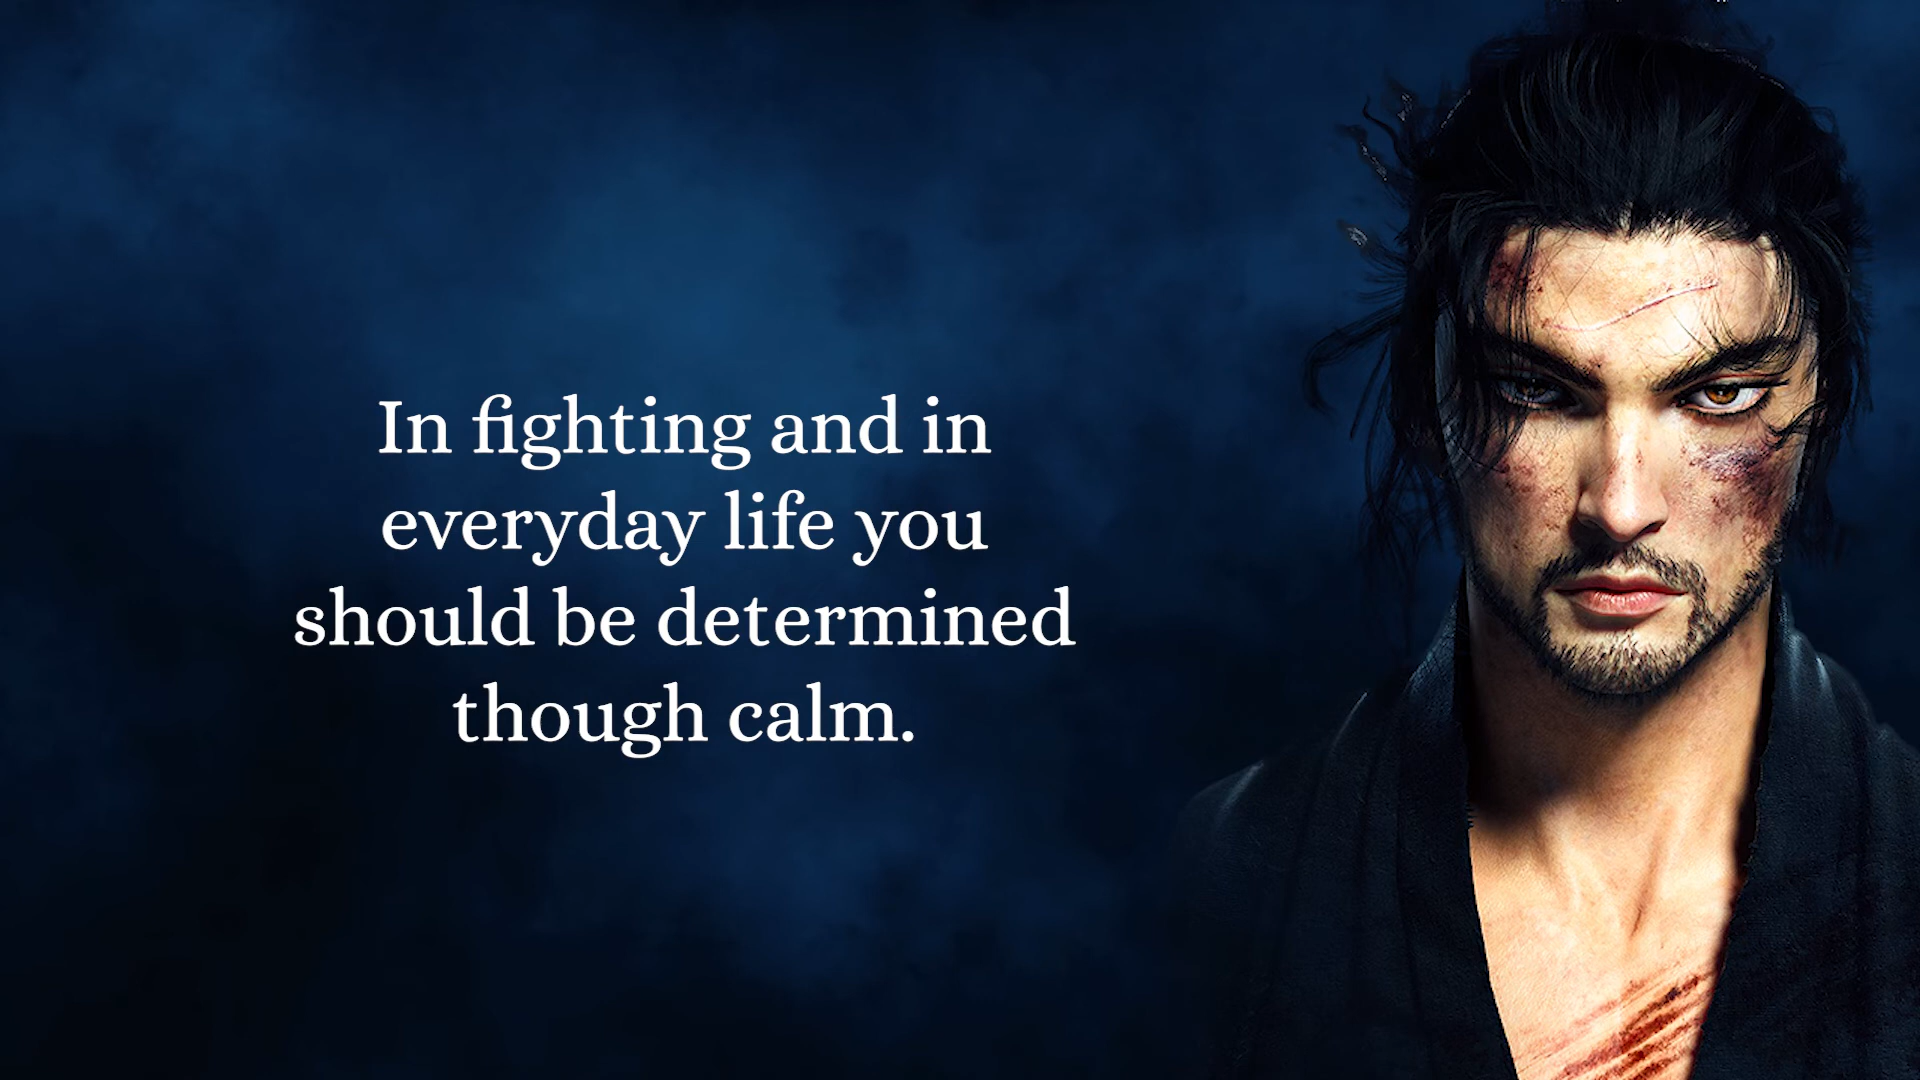 In fighting and in
everyday life you
should be determined
though calm.